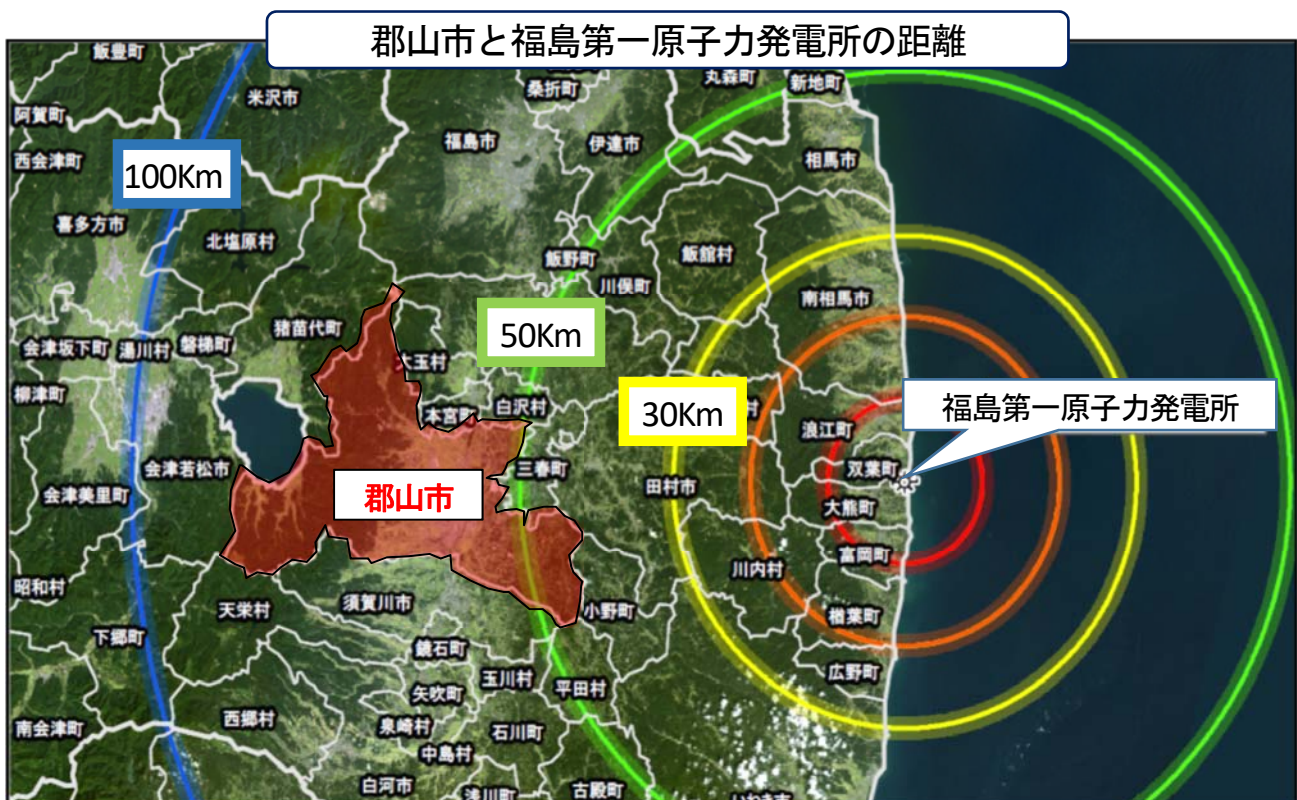 郡山市と福島第一原子力発電所の距離
飯豊町
米沢市
桑折町
丸森町
新地町
阿賀町
西会津町
100Km
福島市
伊達市
相馬市
喜多方市
北塩原村
飯野町
川俣町
飯舘村
南相馬市
会津坂下町
湯川村
磐梯町
猪苗代町
大玉村
50Km
柳津町
本宮町
白沢村
30Km
村
浪江町
福島第一原子力発電所
会津若松市
会津美里町
郡山市
三春町
田村市
双葉町
大熊町
富岡町
昭和村
天栄村
須賀川市
小野町
川内村
楢葉町
下郷町
鏡石町
玉川村
平田村
広野町
矢吹町
南会津町
西郷村
泉崎村
石川町
中島村
白河市
浅川町
古殿町
いわき市